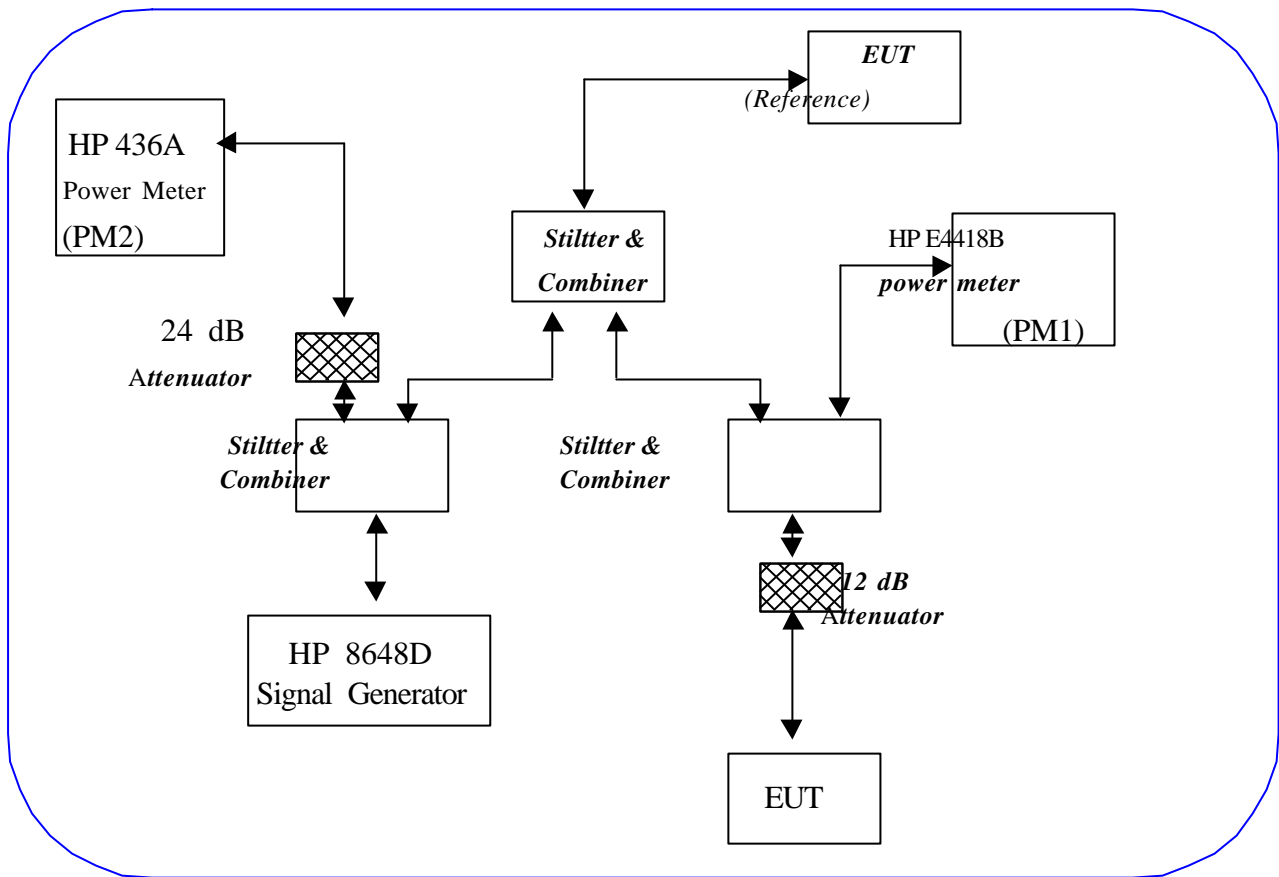 EUT
(Reference)
HP 436A
Power Meter
(PM2)
Stiltter &
Combiner
HP E4418B
power meter
(PM1)
24 dB
Attenuator
Stiltter &
Combiner
Stiltter &
Combiner
12 dB
Attenuator
HP 8648D
Signal Generator
EUT